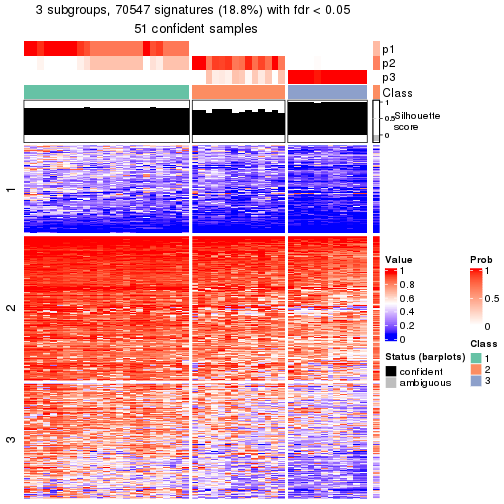 3 subgroups, 70547 signatures (18.8%) with fdr < 0.05
51 confident samples
p1
p2
p3
Class
1
0.5
0
Silhouette
score
1
2
3
Value
1
0.8
0.6
0.4
0.2
0
Prob
1
0.5
0
Status (barplots)
confident
ambiguous
Class
1
2
3